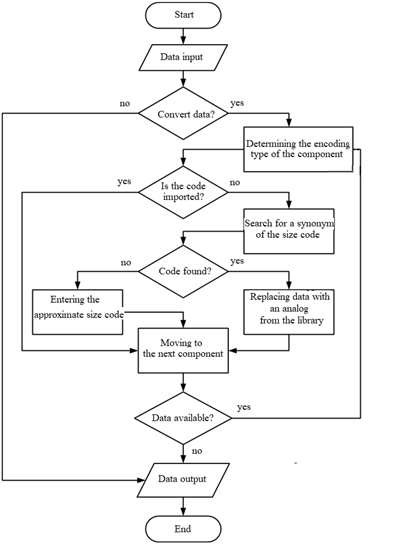 Start
Data input
no
yes
Convert data?
Determining the encoding
type of the component
yes
no
Is the code
imported?
Search for a synonym
of the size code
no
yes
Code found?
Entering the
approximate size code
Replacing data with
an analog
from the library
Moving to
the next component
Data available?
yes
no
Data output
End